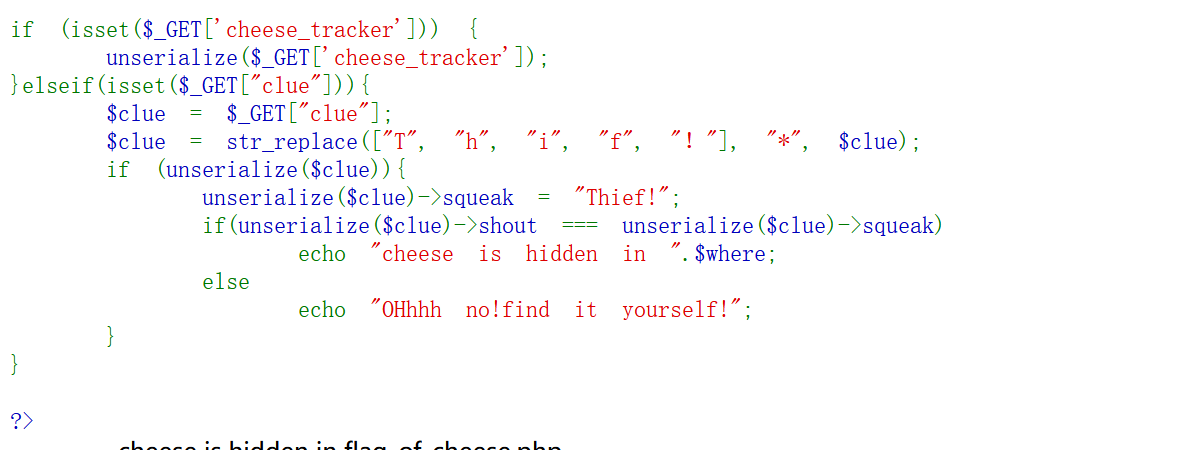 if (isset($_GET['cheese_tracker'])) {
unserialize($_GET['cheese_tracker']);
}elseif(isset($_GET["clue"])){
$clue = $_GET["clue"];
$clue = str_replace(["T", "h", "i", "f", "!"], "*", $clue);
if (unserialize($clue)){
unserialize($clue)->squeak = "Thief!";
if(unserialize($clue)->shout === unserialize($clue)->squeak)
echo "cheese is hidden in ".$where;
else
echo "OHhhh no!find it yourself!";
}
}
?>
cheese is hidden in flag_of_cheese.php